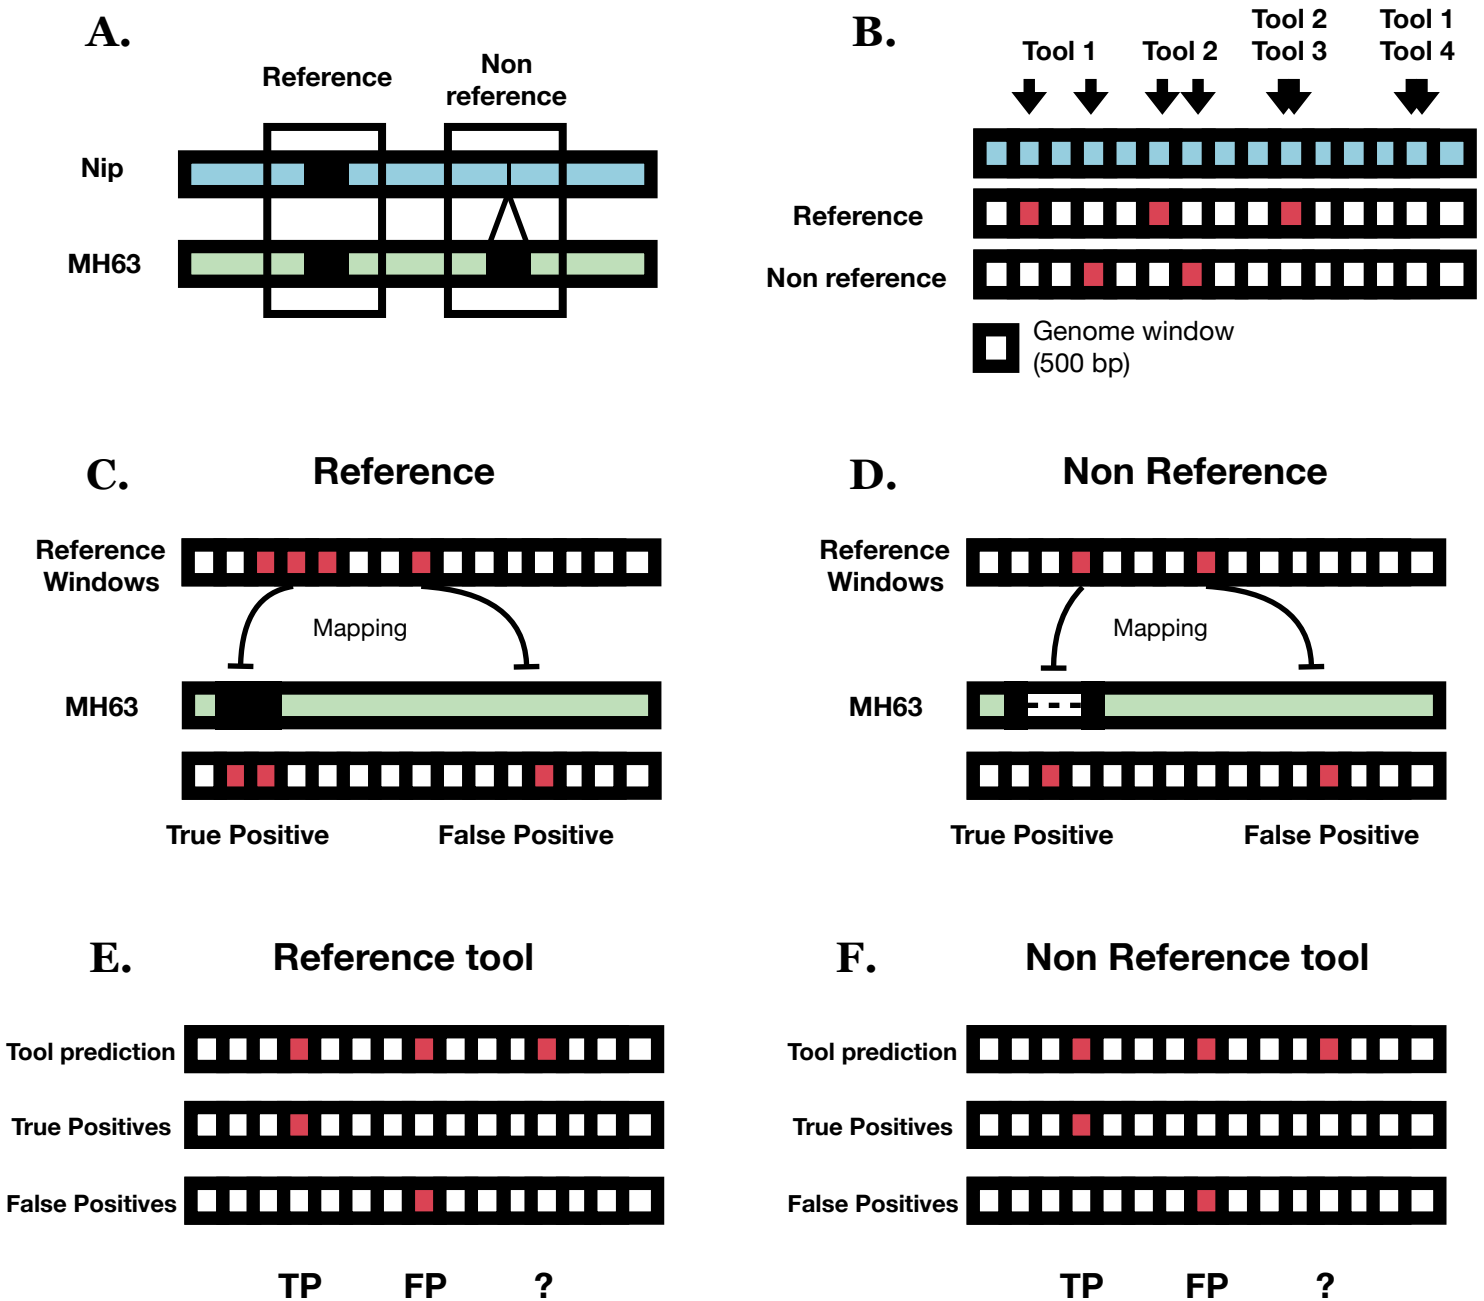 A.
Reference
Non
reference
Nip
MH63
B.
Tool 1
Tool 2
Tool 2
Tool 3
Tool 1
Tool 4
Reference
Non reference
Genome window
(500 bp)
C.
Reference
Reference
Windows
Mapping
MH63
True Positive
False Positive
D.
Non Reference
Reference
Windows
Mapping
MH63
True Positive
False Positive
E.
Reference tool
Tool prediction
True Positives
False Positives
TP
FP
?
F.
Non Reference tool
Tool prediction
True Positives
False Positives
TP
FP
?